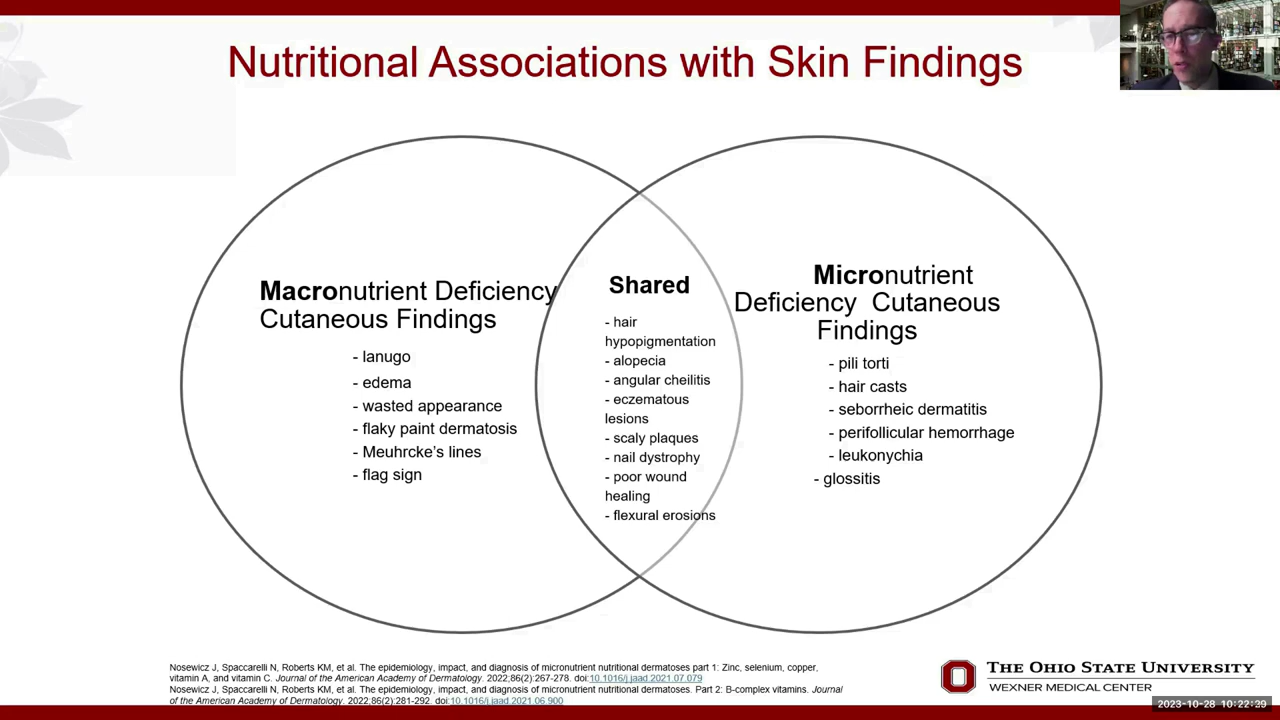 Nutritional Associations with Skin Findings
Macronutrient Deficiency
Cutaneous Findings
- lanugo
- edema
- wasted appearance
- flaky paint dermatosis
- Meuhrcke’s lines
- flag sign
Shared
- hair
hypopigmentation
- alopecia
- angular cheilitis
- eczematous
lesions
- scaly plaques
- nail dystrophy
- poor wound
healing
- flexural erosions
Micronutrient
Deficiency Cutaneous
Findings
- pili torti
- hair casts
- seborrheic dermatitis
- perifollicular hemorrhage
- leukonychia
- glossitis
Nosewicz J, Spaccarelli N, Roberts KM, et al. The epidemiology, impact, and diagnosis of micronutrient nutritional dermatoses part 1: Zinc, selenium, copper,
vitamin A, and vitamin C. Journal of the American Academy of Dermatology. 2022;86(2):267-278. doi:10.1016/j.jaad.2021.07.079
Nosewicz J, Spaccarelli N, Roberts KM, et al. The epidemiology, impact, and diagnosis of micronutrient nutritional dermatoses. Part 2: B-complex vitamins. Journal
of the American Academy of Dermatology. 2022;86(2):281-292. doi:10.1016/j.jaad.2021.06.900
THE OHIO STATE UNIVERSITY
WEXNER MEDICAL CENTER
2023-10-28 10:22:39